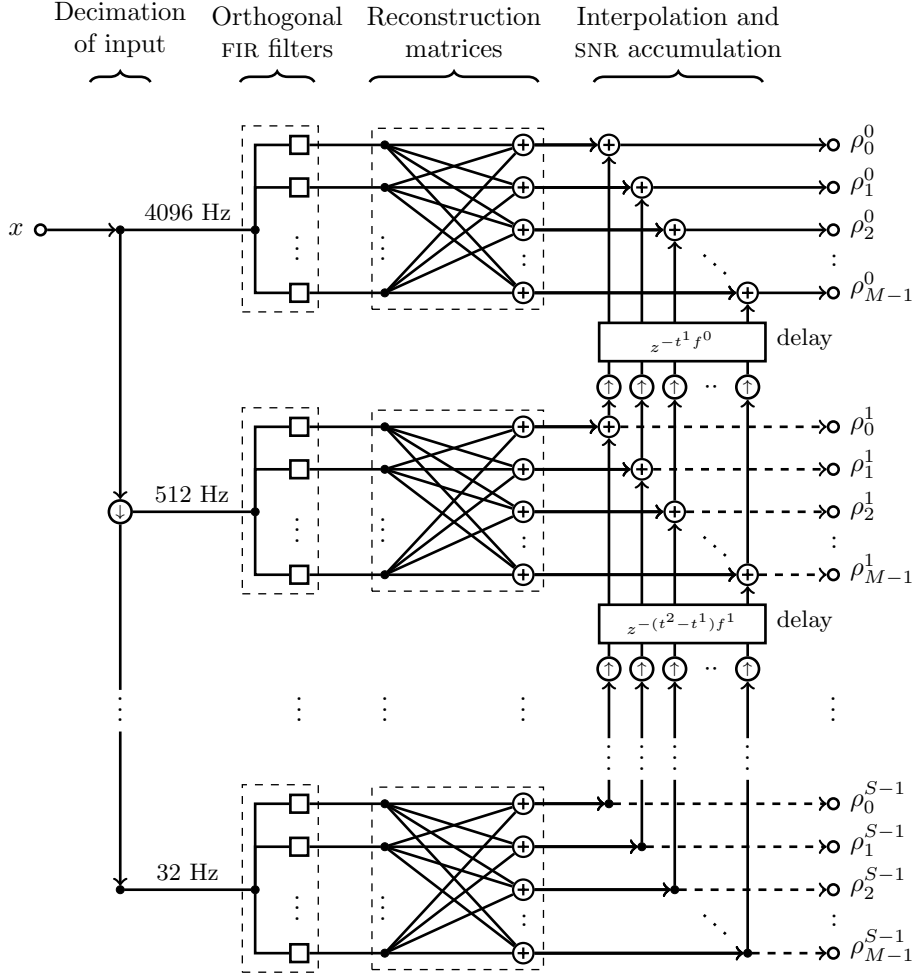 Decimation of input
Orthogonal FIR filters
Reconstruction matrices
Interpolation and SNR accumulation
x
4096 Hz
ρ_0^0
ρ_1^0
ρ_2^0
ρ_{M−1}^0
z^{−t^1 f^0}
delay
↑ ↑ ↑ ·· ↑
512 Hz
↓
ρ_0^1
ρ_1^1
ρ_2^1
ρ_{M−1}^1
z^{−(t^2−t^1)f^1}
delay
↑ ↑ ↑ ·· ↑
32 Hz
ρ_0^{S−1}
ρ_1^{S−1}
ρ_2^{S−1}
ρ_{M−1}^{S−1}